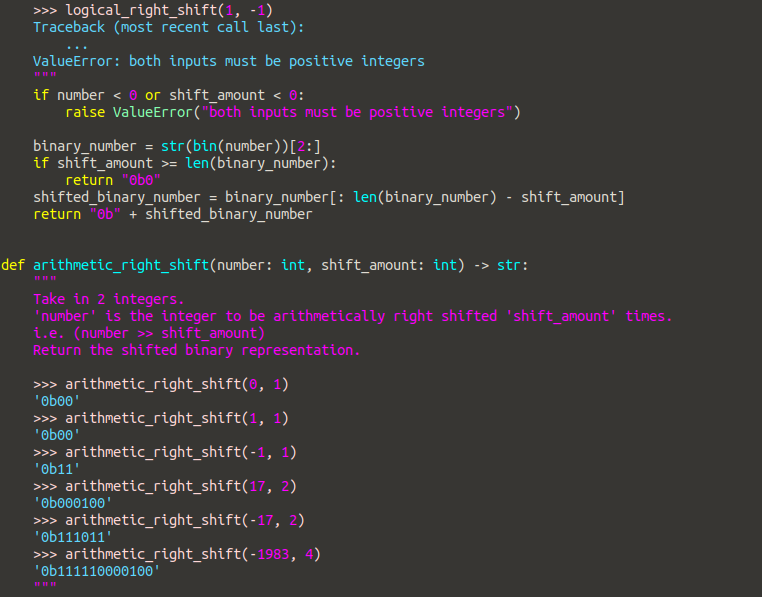 >>> logical_right_shift(1, -1)
    Traceback (most recent call last):
        ...
    ValueError: both inputs must be positive integers
    """
    if number < 0 or shift_amount < 0:
        raise ValueError("both inputs must be positive integers")

    binary_number = str(bin(number))[2:]
    if shift_amount >= len(binary_number):
        return "0b0"
    shifted_binary_number = binary_number[: len(binary_number) - shift_amount]
    return "0b" + shifted_binary_number


def arithmetic_right_shift(number: int, shift_amount: int) -> str:
    """
    Take in 2 integers.
    'number' is the integer to be arithmetically right shifted 'shift_amount' times.
    i.e. (number >> shift_amount)
    Return the shifted binary representation.

    >>> arithmetic_right_shift(0, 1)
    '0b00'
    >>> arithmetic_right_shift(1, 1)
    '0b00'
    >>> arithmetic_right_shift(-1, 1)
    '0b11'
    >>> arithmetic_right_shift(17, 2)
    '0b000100'
    >>> arithmetic_right_shift(-17, 2)
    '0b111011'
    >>> arithmetic_right_shift(-1983, 4)
    '0b111110000100'
    """